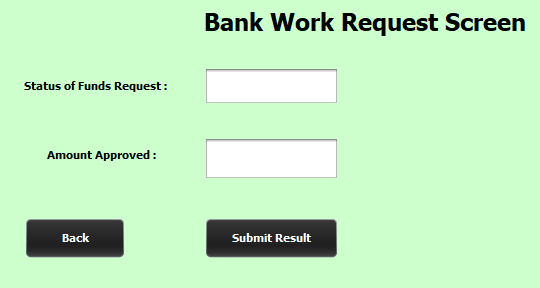 Bank Work Request Screen
Status of Funds Request :
Amount Approved :
Back
Submit Result